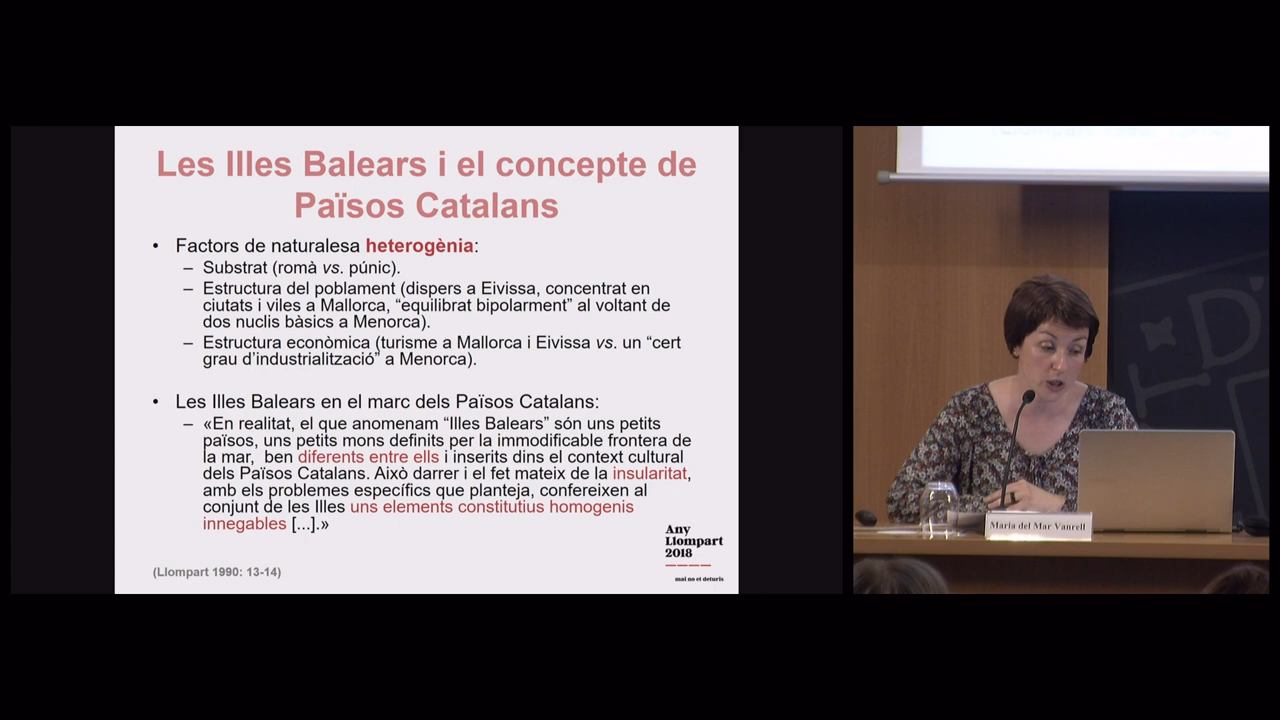 Les Illes Balears i el concepte de
Països Catalans
• Factors de naturalesa heterogènia:
– Substrat (romà vs. púnic).
– Estructura del poblament (dispers a Eivissa, concentrat en
ciutats i viles a Mallorca, “equilibrat bipolarment” al voltant de
dos nuclis bàsics a Menorca).
– Estructura econòmica (turisme a Mallorca i Eivissa vs. un “cert
grau d’industrialització” a Menorca).
• Les Illes Balears en el marc dels Països Catalans:
– «En realitat, el que anomenam “Illes Balears” són uns petits
països, uns petits mons definits per la immodificable frontera de
la mar, ben diferents entre ells i inserits dins el context cultural
dels Països Catalans. Això darrer i el fet mateix de la insularitat,
amb els problemes específics que planteja, confereixen al
conjunt de les Illes uns elements constitutius homogenis
innegables [...].»
(Llompart 1990: 13-14)
Any
Llompart
2018
mai no et deturis
Maria del Mar Vanrell